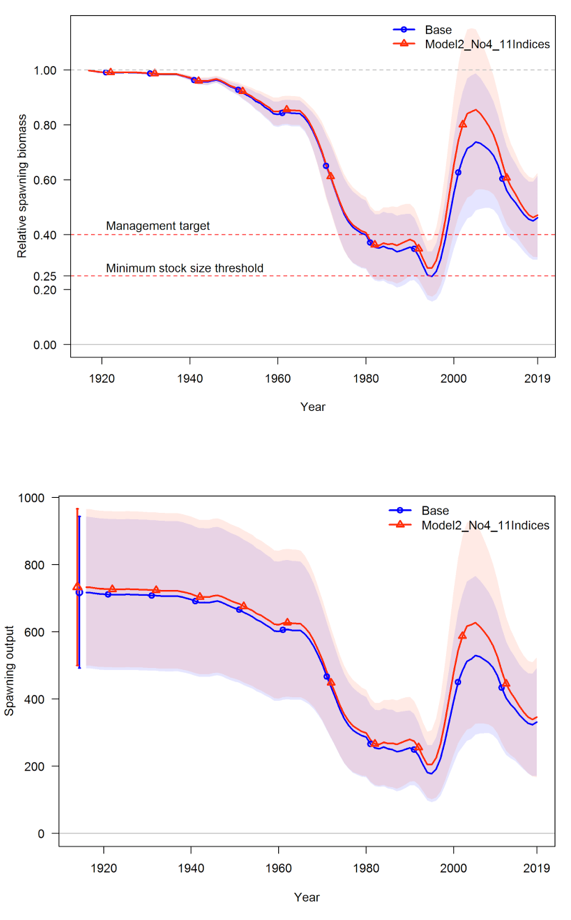 Base
Model2_No4_11Indices
Relative spawning biomass
1.00
0.80
0.60
0.40
0.25
0.20
0.00
Management target
Minimum stock size threshold
1920 1940 1960 1980 2000 2019
Year
Base
Model2_No4_11Indices
Spawning output
1000
800
600
400
200
0
1920 1940 1960 1980 2000 2019
Year